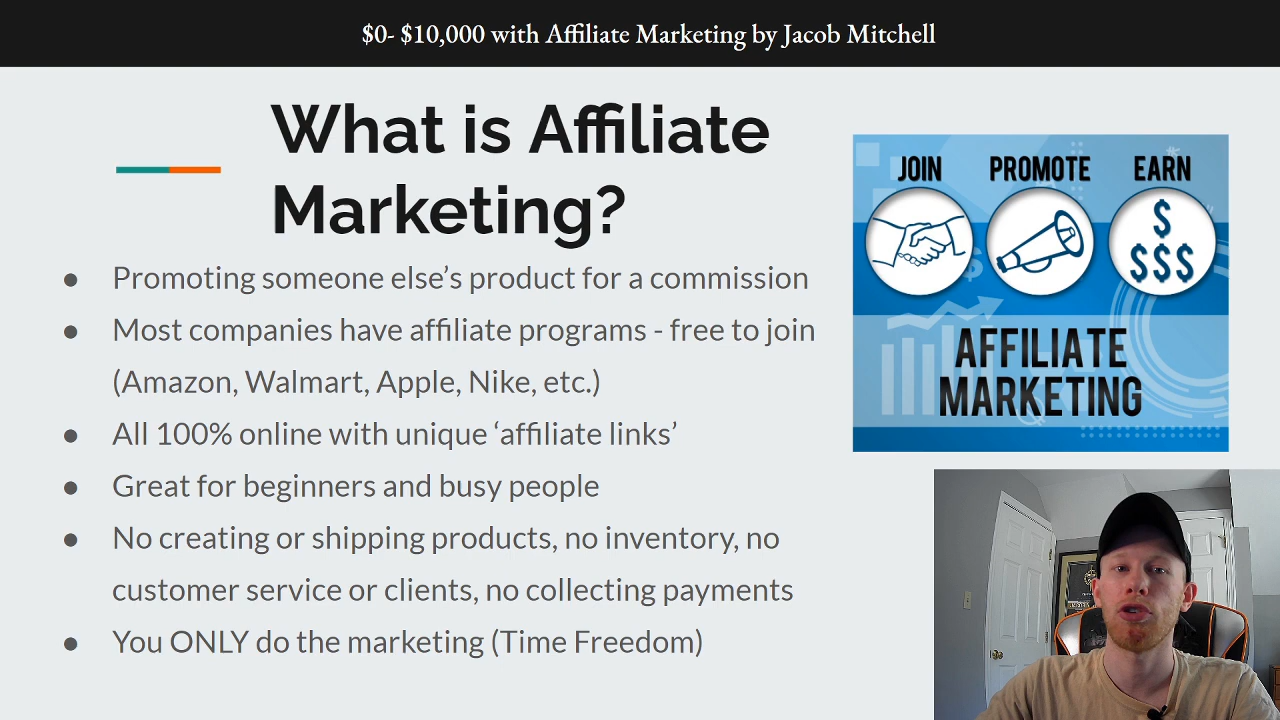 $0- $10,000 with Affiliate Marketing by Jacob Mitchell
What is Affiliate
Marketing?
● Promoting someone else’s product for a commission
● Most companies have affiliate programs - free to join
(Amazon, Walmart, Apple, Nike, etc.)
● All 100% online with unique ‘affiliate links’
● Great for beginners and busy people
● No creating or shipping products, no inventory, no
customer service or clients, no collecting payments
● You ONLY do the marketing (Time Freedom)
JOIN PROMOTE EARN
$
$$$
AFFILIATE
MARKETING